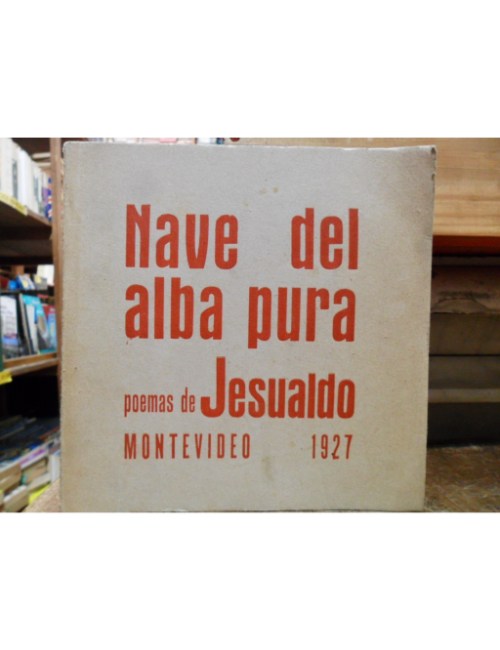 Nave del
alba pura
poemas de Jesualdo
MONTEVIDEO 1927